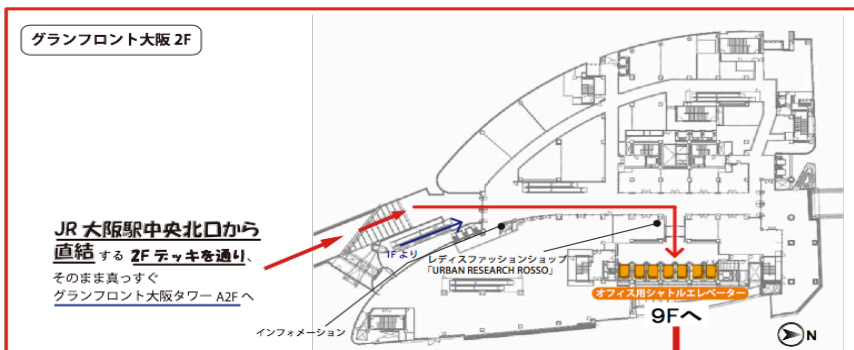 グランフロント大阪 2F
JR 大阪駅中央北口から
直結 する 2F デッキを通り、
そのまま真っすぐ
グランフロント大阪タワー A2F へ
1F より
レディスファッションショップ
「URBAN RESEARCH ROSSO」
インフォメーション
オフィス用シャトルエレベーター
9Fへ
N